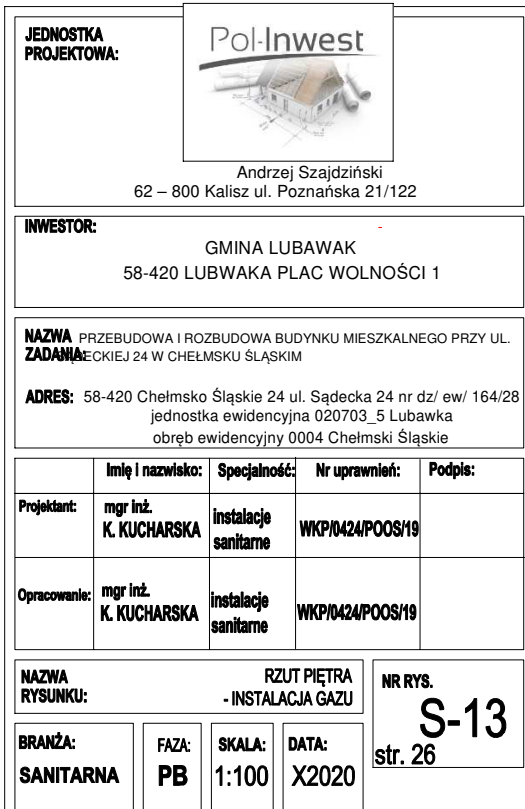 JEDNOSTKA
PROJEKTOWA:
Pol-Inwest
Andrzej Szajdziński
62 – 800 Kalisz ul. Poznańska 21/122
INWESTOR:
GMINA LUBAWAK
58-420 LUBWAKA PLAC WOLNOŚCI 1
NAZWA PRZEBUDOWA I ROZBUDOWA BUDYNKU MIESZKALNEGO PRZY UL.
ZADANIA: SĄDECKIEJ 24 W CHEŁMSKU ŚLĄSKIM
ADRES: 58-420 Chełmsko Śląskie 24 ul. Sądecka 24 nr dz/ ew/ 164/28
jednostka ewidencyjna 020703_5 Lubawka
obręb ewidencyjny 0004 Chełmski Śląskie
Imię i nazwisko: Specjalność: Nr uprawnień: Podpis:
Projektant: mgr inż. K. KUCHARSKA instalacje sanitarne WKP/0424/POOS/19
Opracowanie: mgr inż. K. KUCHARSKA instalacje sanitarne WKP/0424/POOS/19
NAZWA RYSUNKU: RZUT PIĘTRA
- INSTALACJA GAZU
NR RYS.
S-13
str. 26
BRANŻA: FAZA: SKALA: DATA:
SANITARNA PB 1:100 X2020